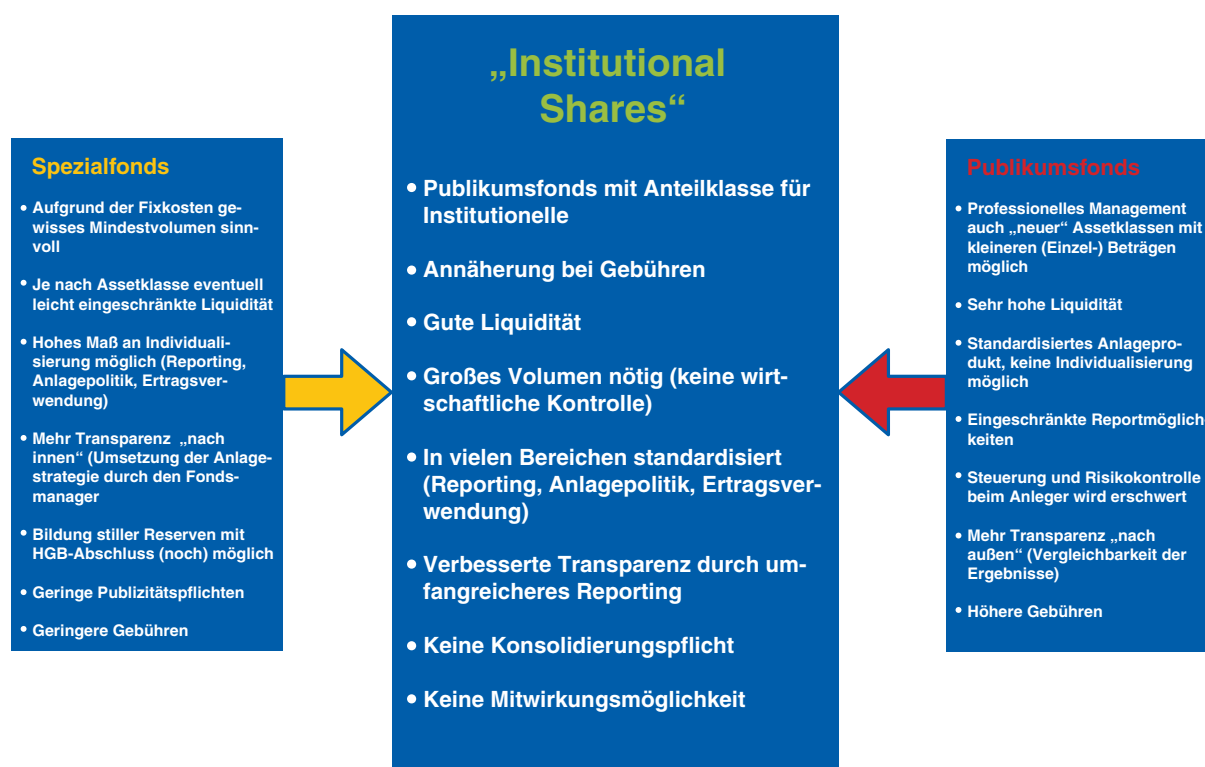 Spezialfonds
• Aufgrund der Fixkosten ge-
wisses Mindestvolumen sinn-
voll
• Je nach Assetklasse eventuell
leicht eingeschränkte Liquidität
• Hohes Maß an Individuali-
sierung möglich (Reporting,
Anlagepolitik, Ertragsver-
wendung)
• Mehr Transparenz „nach
innen“ (Umsetzung der Anlage-
strategie durch den Fonds-
manager
• Bildung stiller Reserven mit
HGB-Abschluss (noch) möglich
• Geringe Publizitätspflichten
• Geringere Gebühren
„Institutional
Shares“
• Publikumsfonds mit Anteilklasse für
Institutionelle
• Annäherung bei Gebühren
• Gute Liquidität
• Großes Volumen nötig (keine wirt-
schaftliche Kontrolle)
• In vielen Bereichen standardisiert
(Reporting, Anlagepolitik, Ertragsver-
wendung)
• Verbesserte Transparenz durch um-
fangreicheres Reporting
• Keine Konsolidierungspflicht
• Keine Mitwirkungsmöglichkeit
Publikumsfonds
• Professionelles Management
auch „neuer“ Assetklassen mit
kleineren (Einzel-) Beträgen
möglich
• Sehr hohe Liquidität
• Standardisiertes Anlagepro-
dukt, keine Individualisierung
möglich
• Eingeschränkte Reportmöglich
keiten
• Steuerung und Risikokontrolle
beim Anleger wird erschwert
• Mehr Transparenz „nach
außen“ (Vergleichbarkeit der
Ergebnisse)
• Höhere Gebühren